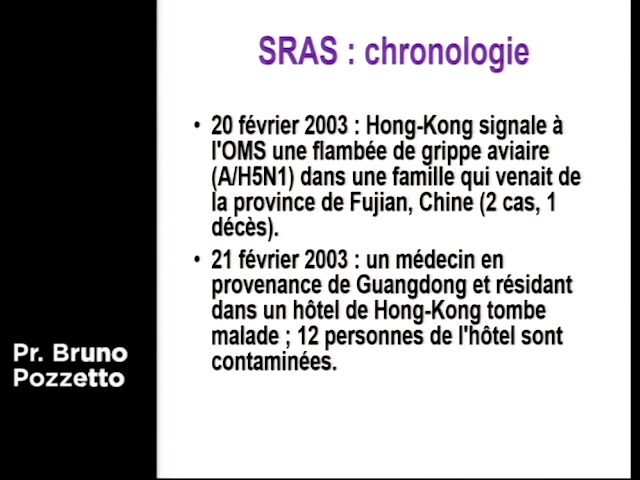 SRAS : chronologie
• 20 février 2003 : Hong-Kong signale à
l'OMS une flambée de grippe aviaire
(A/H5N1) dans une famille qui venait de
la province de Fujian, Chine (2 cas, 1
décès).
• 21 février 2003 : un médecin en
provenance de Guangdong et résidant
dans un hôtel de Hong-Kong tombe
malade ; 12 personnes de l'hôtel sont
contaminées.
Pr. Bruno
Pozzetto